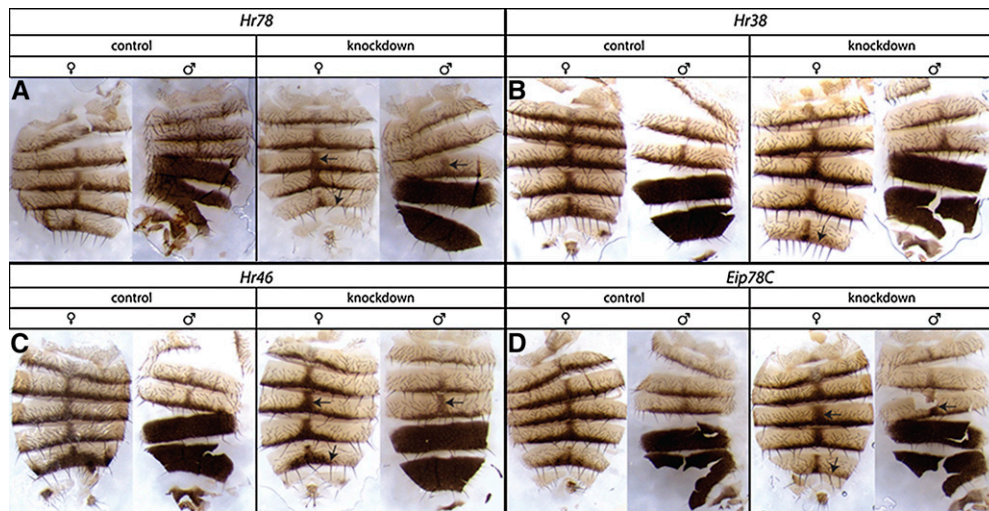 Hr78
control knockdown
♀ ♂ ♀ ♂
A
Hr38
control knockdown
♀ ♂ ♀ ♂
B
Hr46
control knockdown
♀ ♂ ♀ ♂
C
Eip78C
control knockdown
♀ ♂ ♀ ♂
D